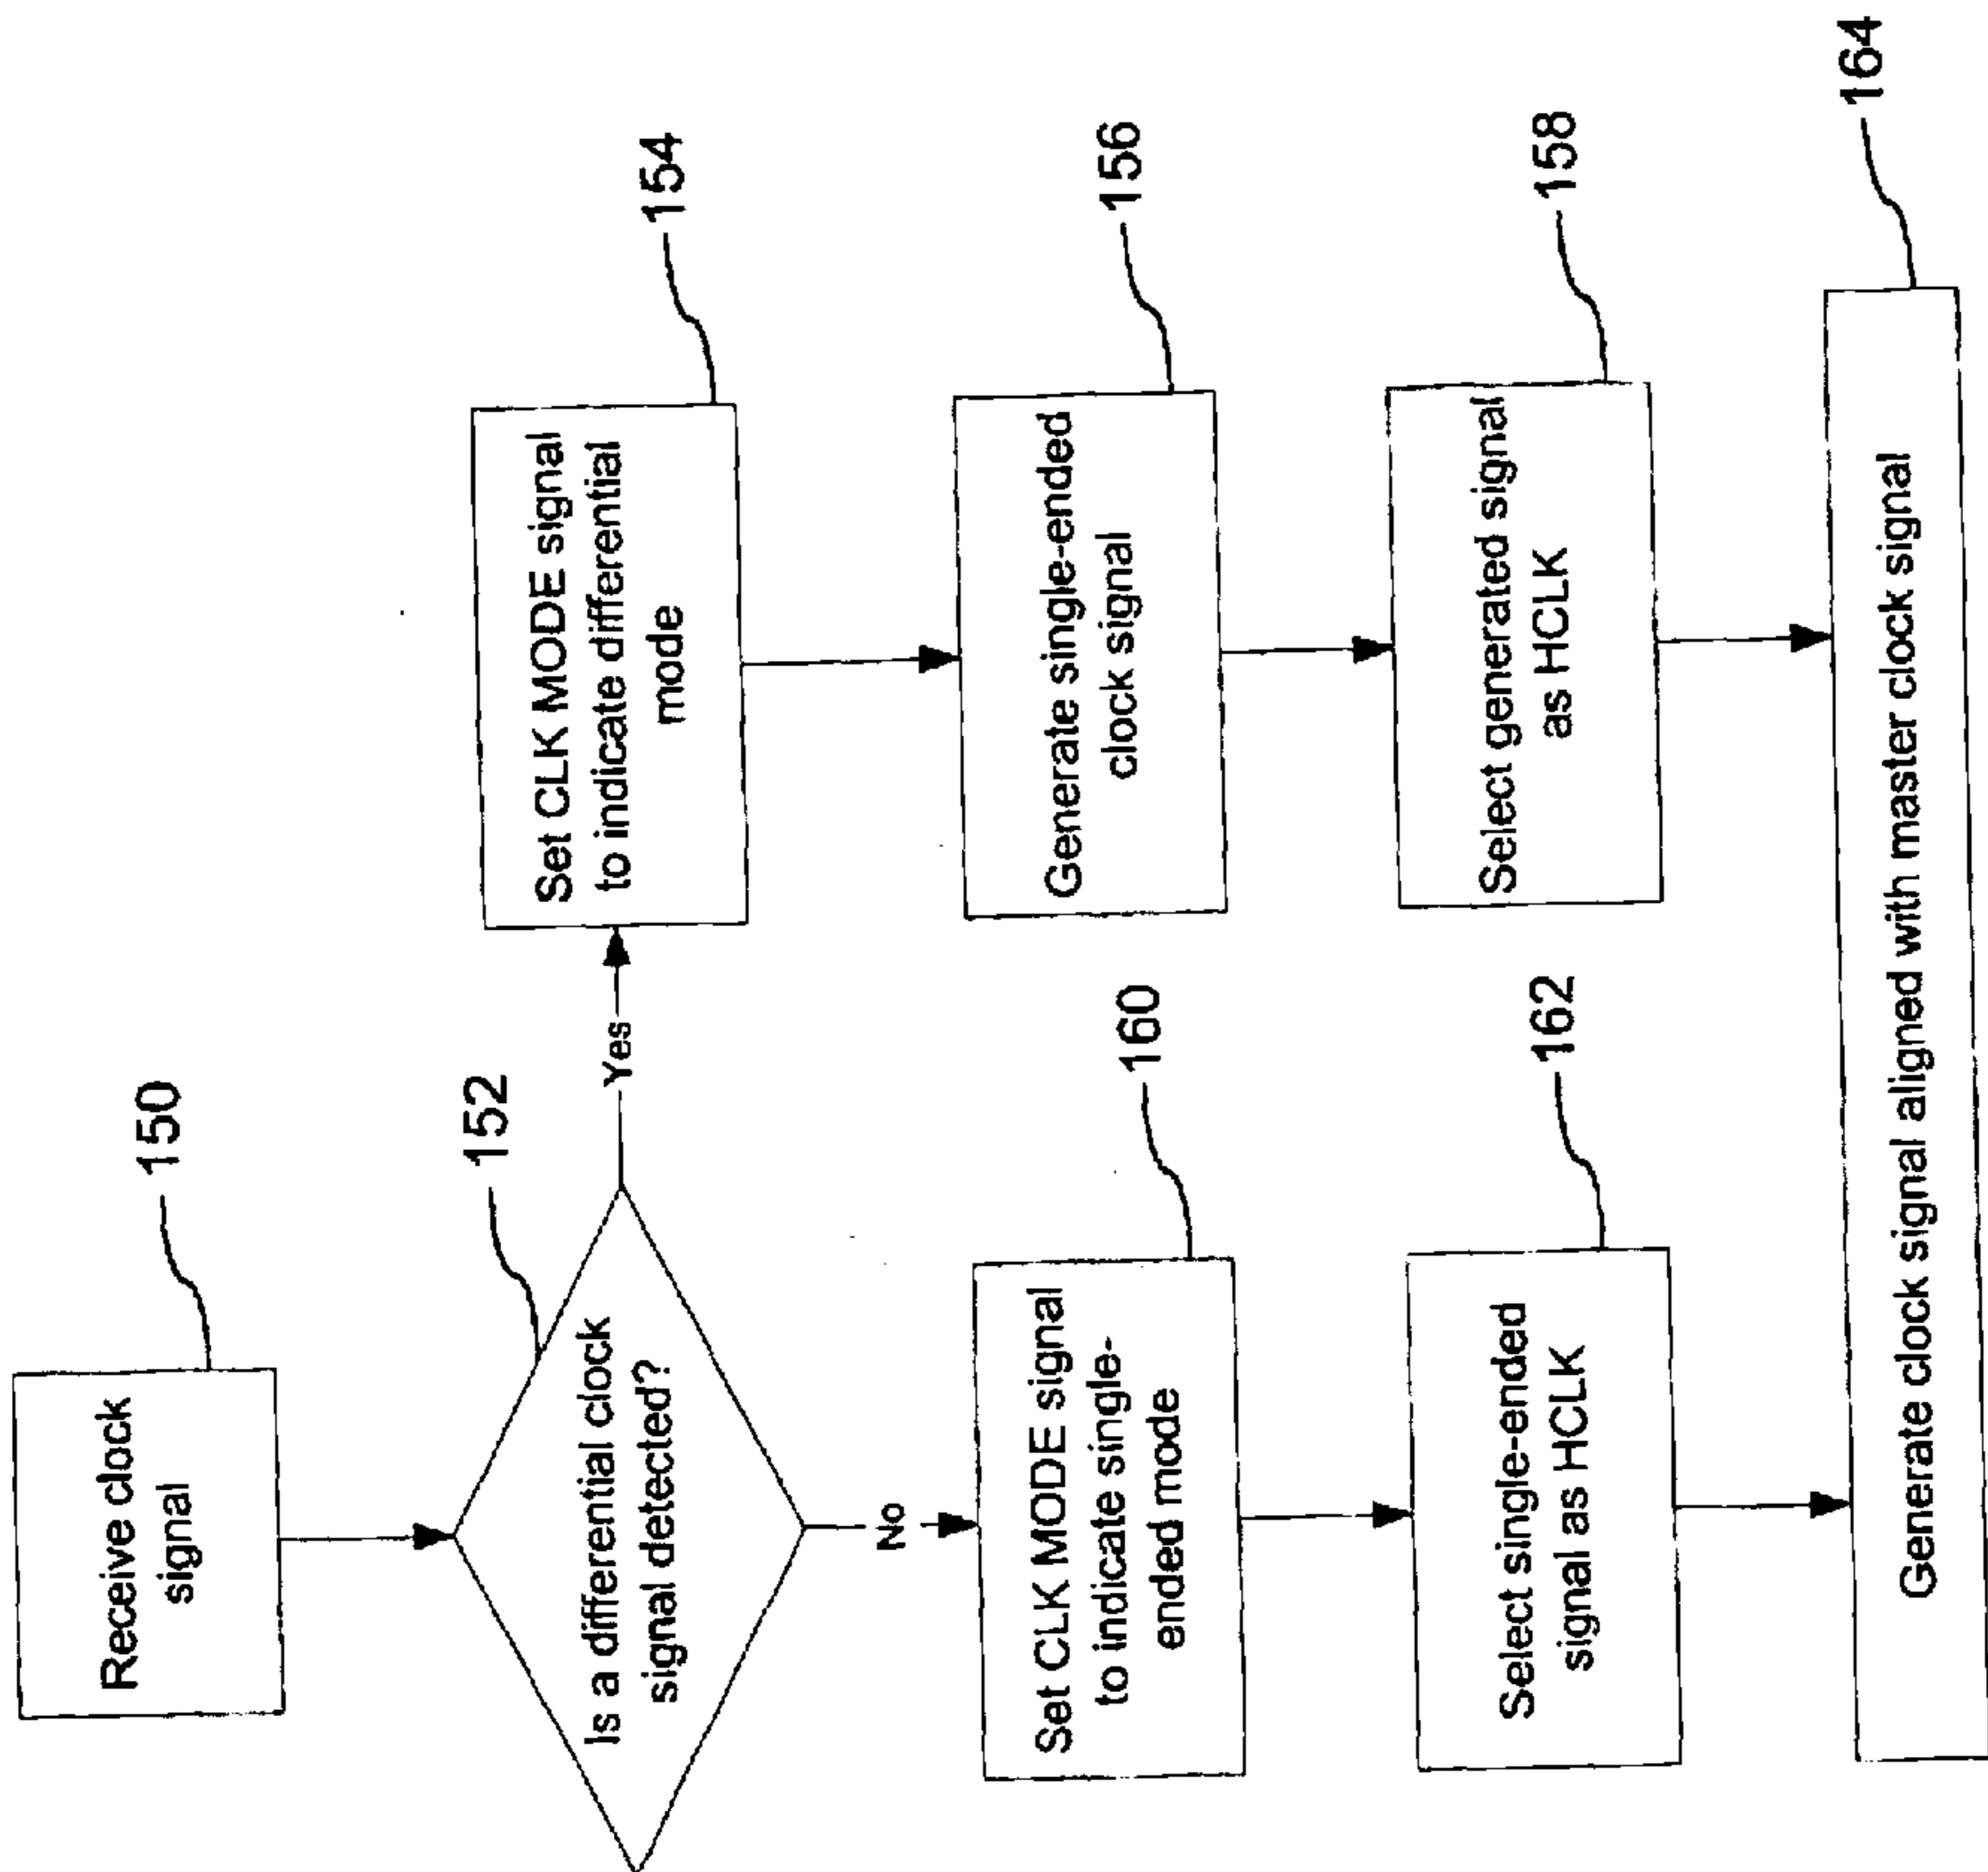 Receive clock
signal
150
Is a differential clock
signal detected?
152
Yes
Set CLK MODE signal
to indicate differential
mode
154
Generate single-ended
clock signal
156
Select generated signal
as HCLK
158
No
Set CLK MODE signal
to indicate single-
ended mode
160
Select single-ended
signal as HCLK
162
Generate clock signal aligned with master clock signal
164